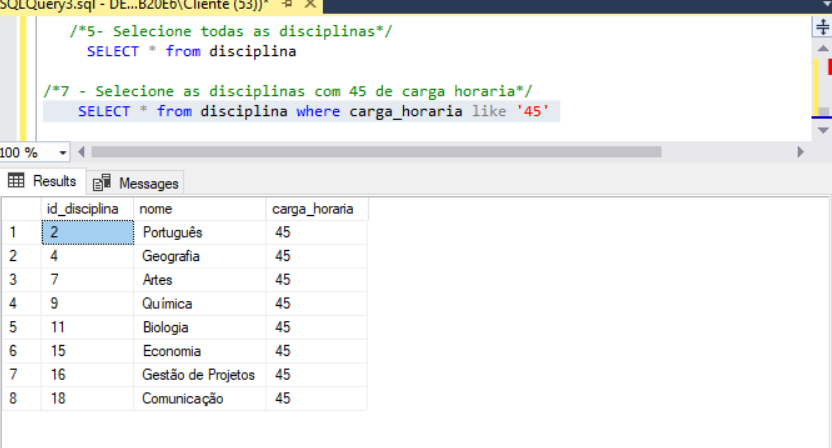 SQLQuery3.sql - DE...B20E6\Cliente (53))*
/*5- Selecione todas as disciplinas*/
SELECT * from disciplina
/*7 - Selecione as disciplinas com 45 de carga horaria*/
SELECT * from disciplina where carga_horaria like '45'
100 %
Results Messages
id_disciplina nome carga_horaria
1 2 Português 45
2 4 Geografia 45
3 7 Artes 45
4 9 Química 45
5 11 Biologia 45
6 15 Economia 45
7 16 Gestão de Projetos 45
8 18 Comunicação 45